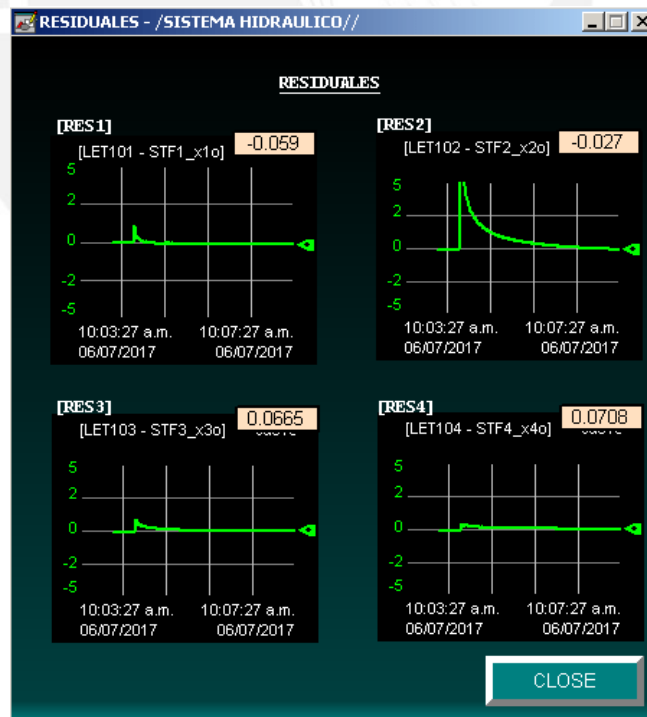 RESIDUALES - /SISTEMA HIDRAULICO//
RESIDUALES
[RES1]
-0.059
[LET101 - STF1_x1o]
5
2
0
-2
-5
10:03:27 a.m. 10:07:27 a.m.
06/07/2017 06/07/2017
[RES2]
-0.027
[LET102 - STF2_x2o]
5
2
0
-2
-5
10:03:27 a.m. 10:07:27 a.m.
06/07/2017 06/07/2017
[RES3]
0.0665
[LET103 - STF3_x3o]
5
2
0
-2
-5
10:03:27 a.m. 10:07:27 a.m.
06/07/2017 06/07/2017
[RES4]
0.0708
[LET104 - STF4_x4o]
5
2
0
-2
-5
10:03:27 a.m. 10:07:27 a.m.
06/07/2017 06/07/2017
CLOSE